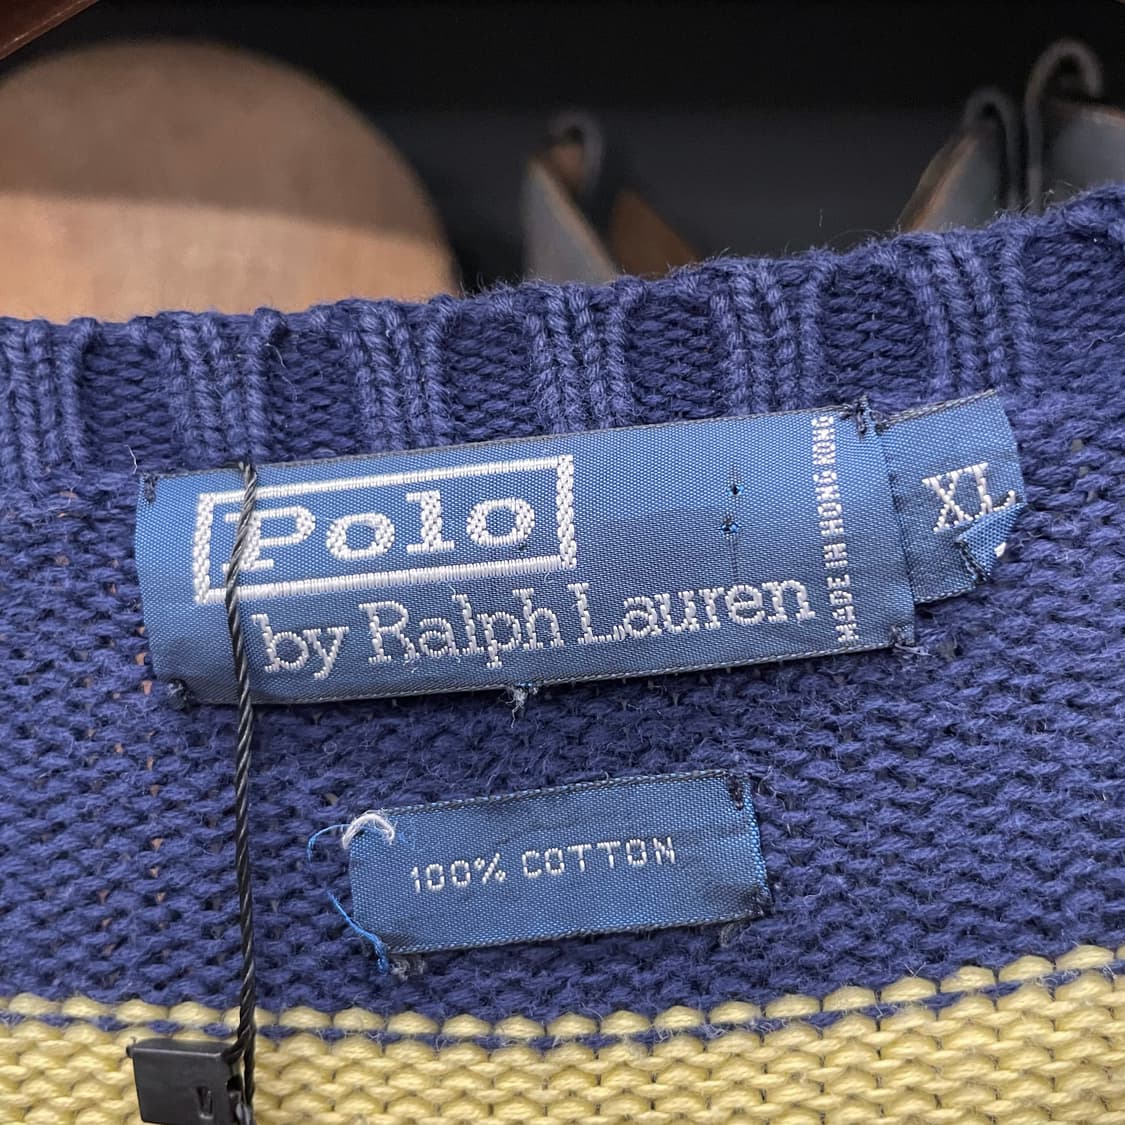 Polo
by Ralph Lauren
MADE IN HONG KONG
XL
100% COTTON